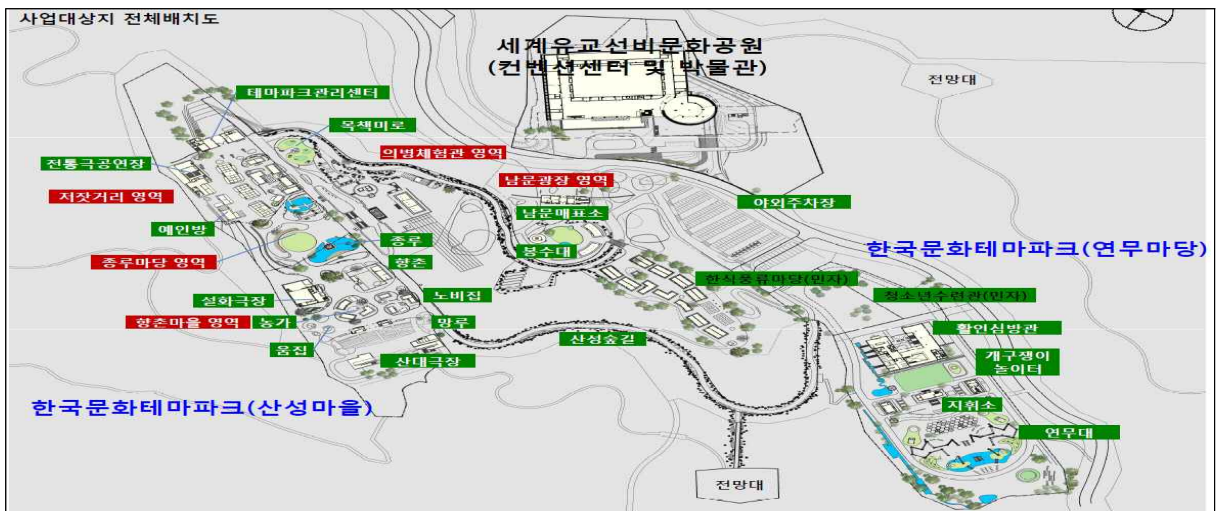 사업대상지 전체배치도
세계유교선비문화공원
(컨벤션센터 및 박물관)
전망대
테마파크관리센터
목책미로
의병체험관 영역
전통극공연장
남문광장 영역
저잣거리 영역
야외주차장
남문매표소
예인방
종루
봉수대
한국문화테마파크(연무마당)
종루마당 영역
향촌
한식풍류마당(민자)
청소년수련관(민자)
설화극장
노비집
향촌마을 영역
농가
망루
활인심방관
움집
산성숲길
산대극장
개구쟁이
놀이터
한국문화테마파크(산성마을)
지휘소
연무대
전망대